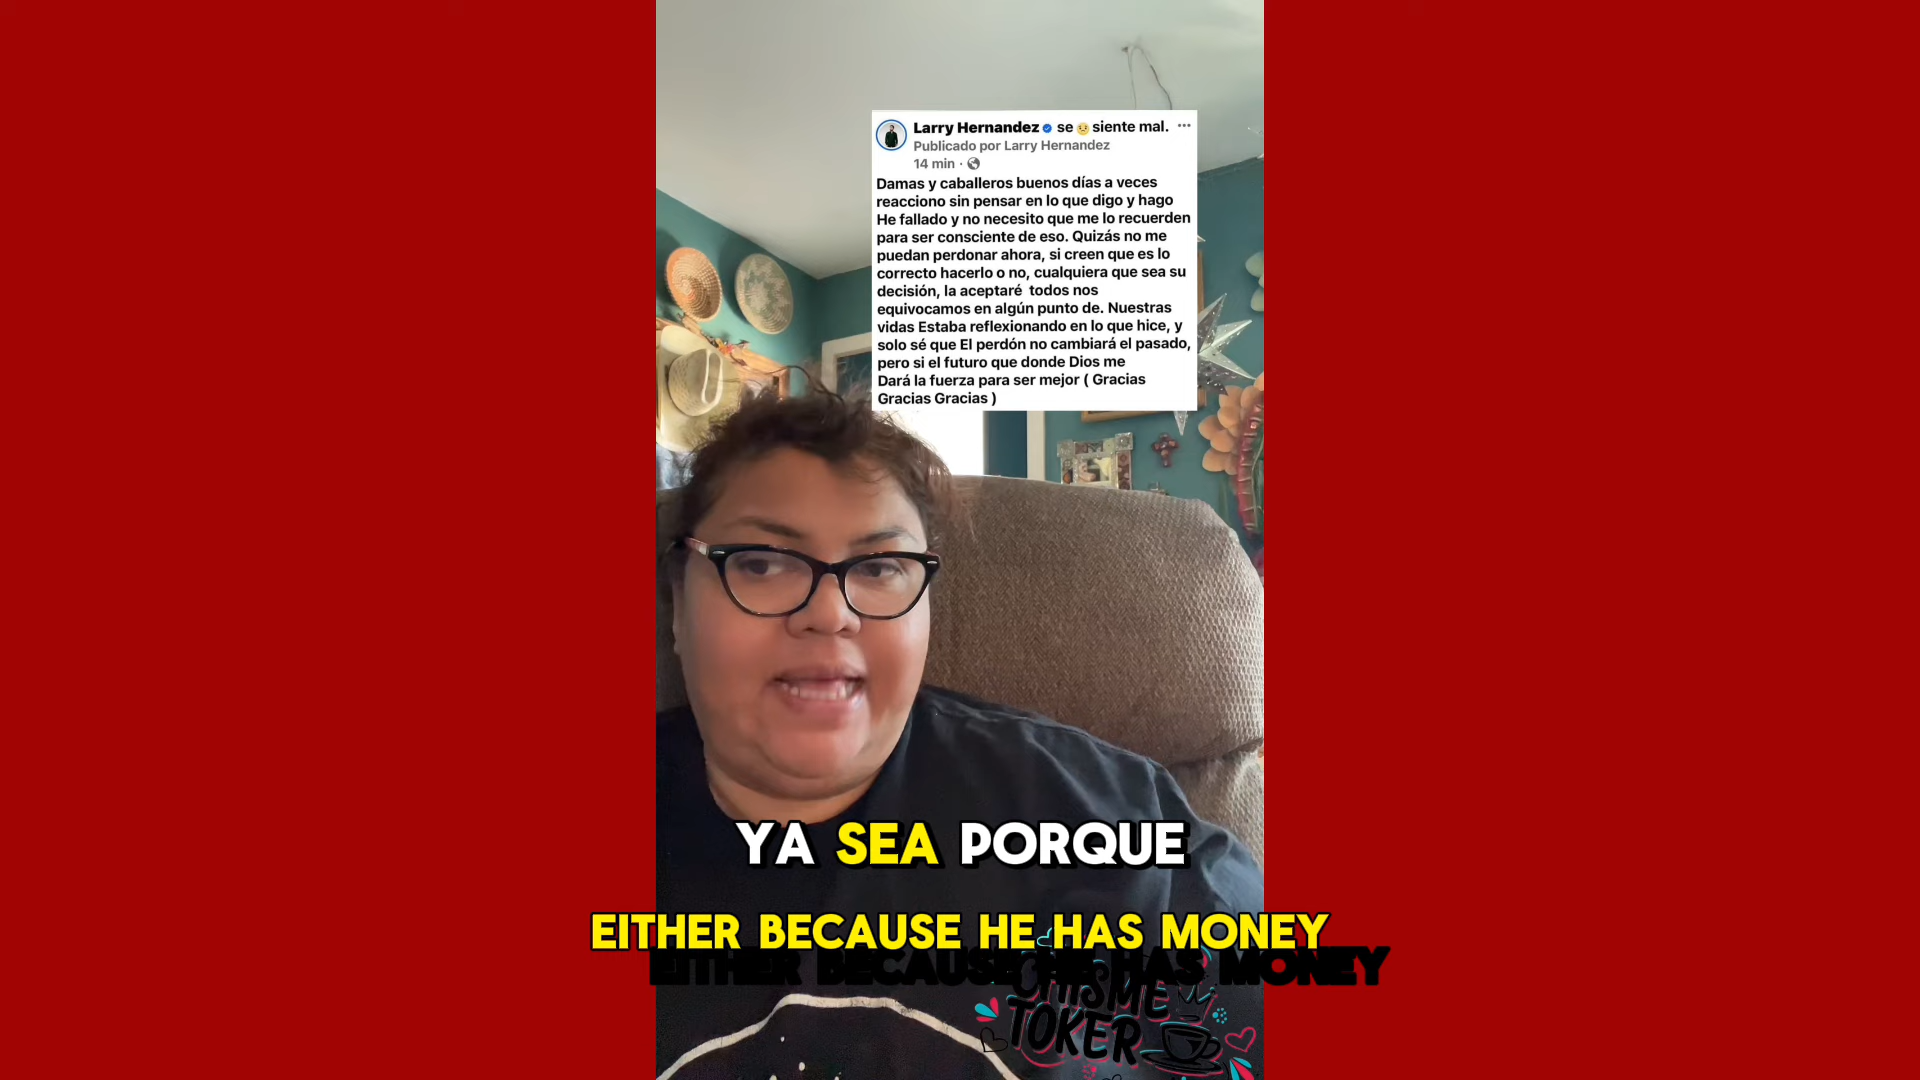 Larry Hernandez se siente mal.
Publicado por Larry Hernandez
14 min ·
Damas y caballeros buenos días a veces
reacciono sin pensar en lo que digo y hago
He fallado y no necesito que me lo recuerden
para ser consciente de eso. Quizás no me
puedan perdonar ahora, si creen que es lo
correcto hacerlo o no, cualquiera que sea su
decisión, la aceptaré todos nos
equivocamos en algún punto de. Nuestras
vidas Estaba reflexionando en lo que hice, y
solo sé que El perdón no cambiará el pasado,
pero si el futuro que donde Dios me
Dará la fuerza para ser mejor ( Gracias
Gracias Gracias )
YA SEA PORQUE
EITHER BECAUSE HE HAS MONEY
EITHER BECAUSE HE HAS MONEY
CHISME
TOKER